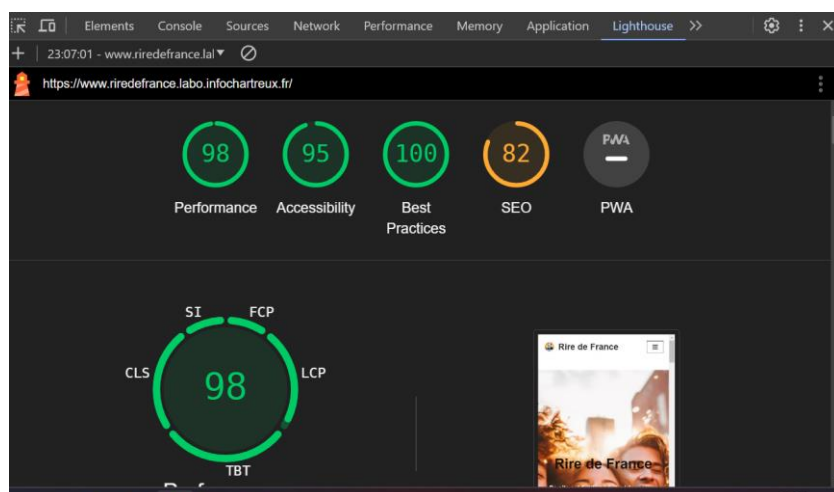 Elements Console Sources Network Performance Memory Application Lighthouse
23:07:01 - www.riredefrance.lal
https://www.riredefrance.labo.infochartreux.fr/
98 95 100 82 PWA
Performance Accessibility Best Practices SEO PWA
SI FCP
CLS LCP
98
TBT
Rire de France
Rire de France